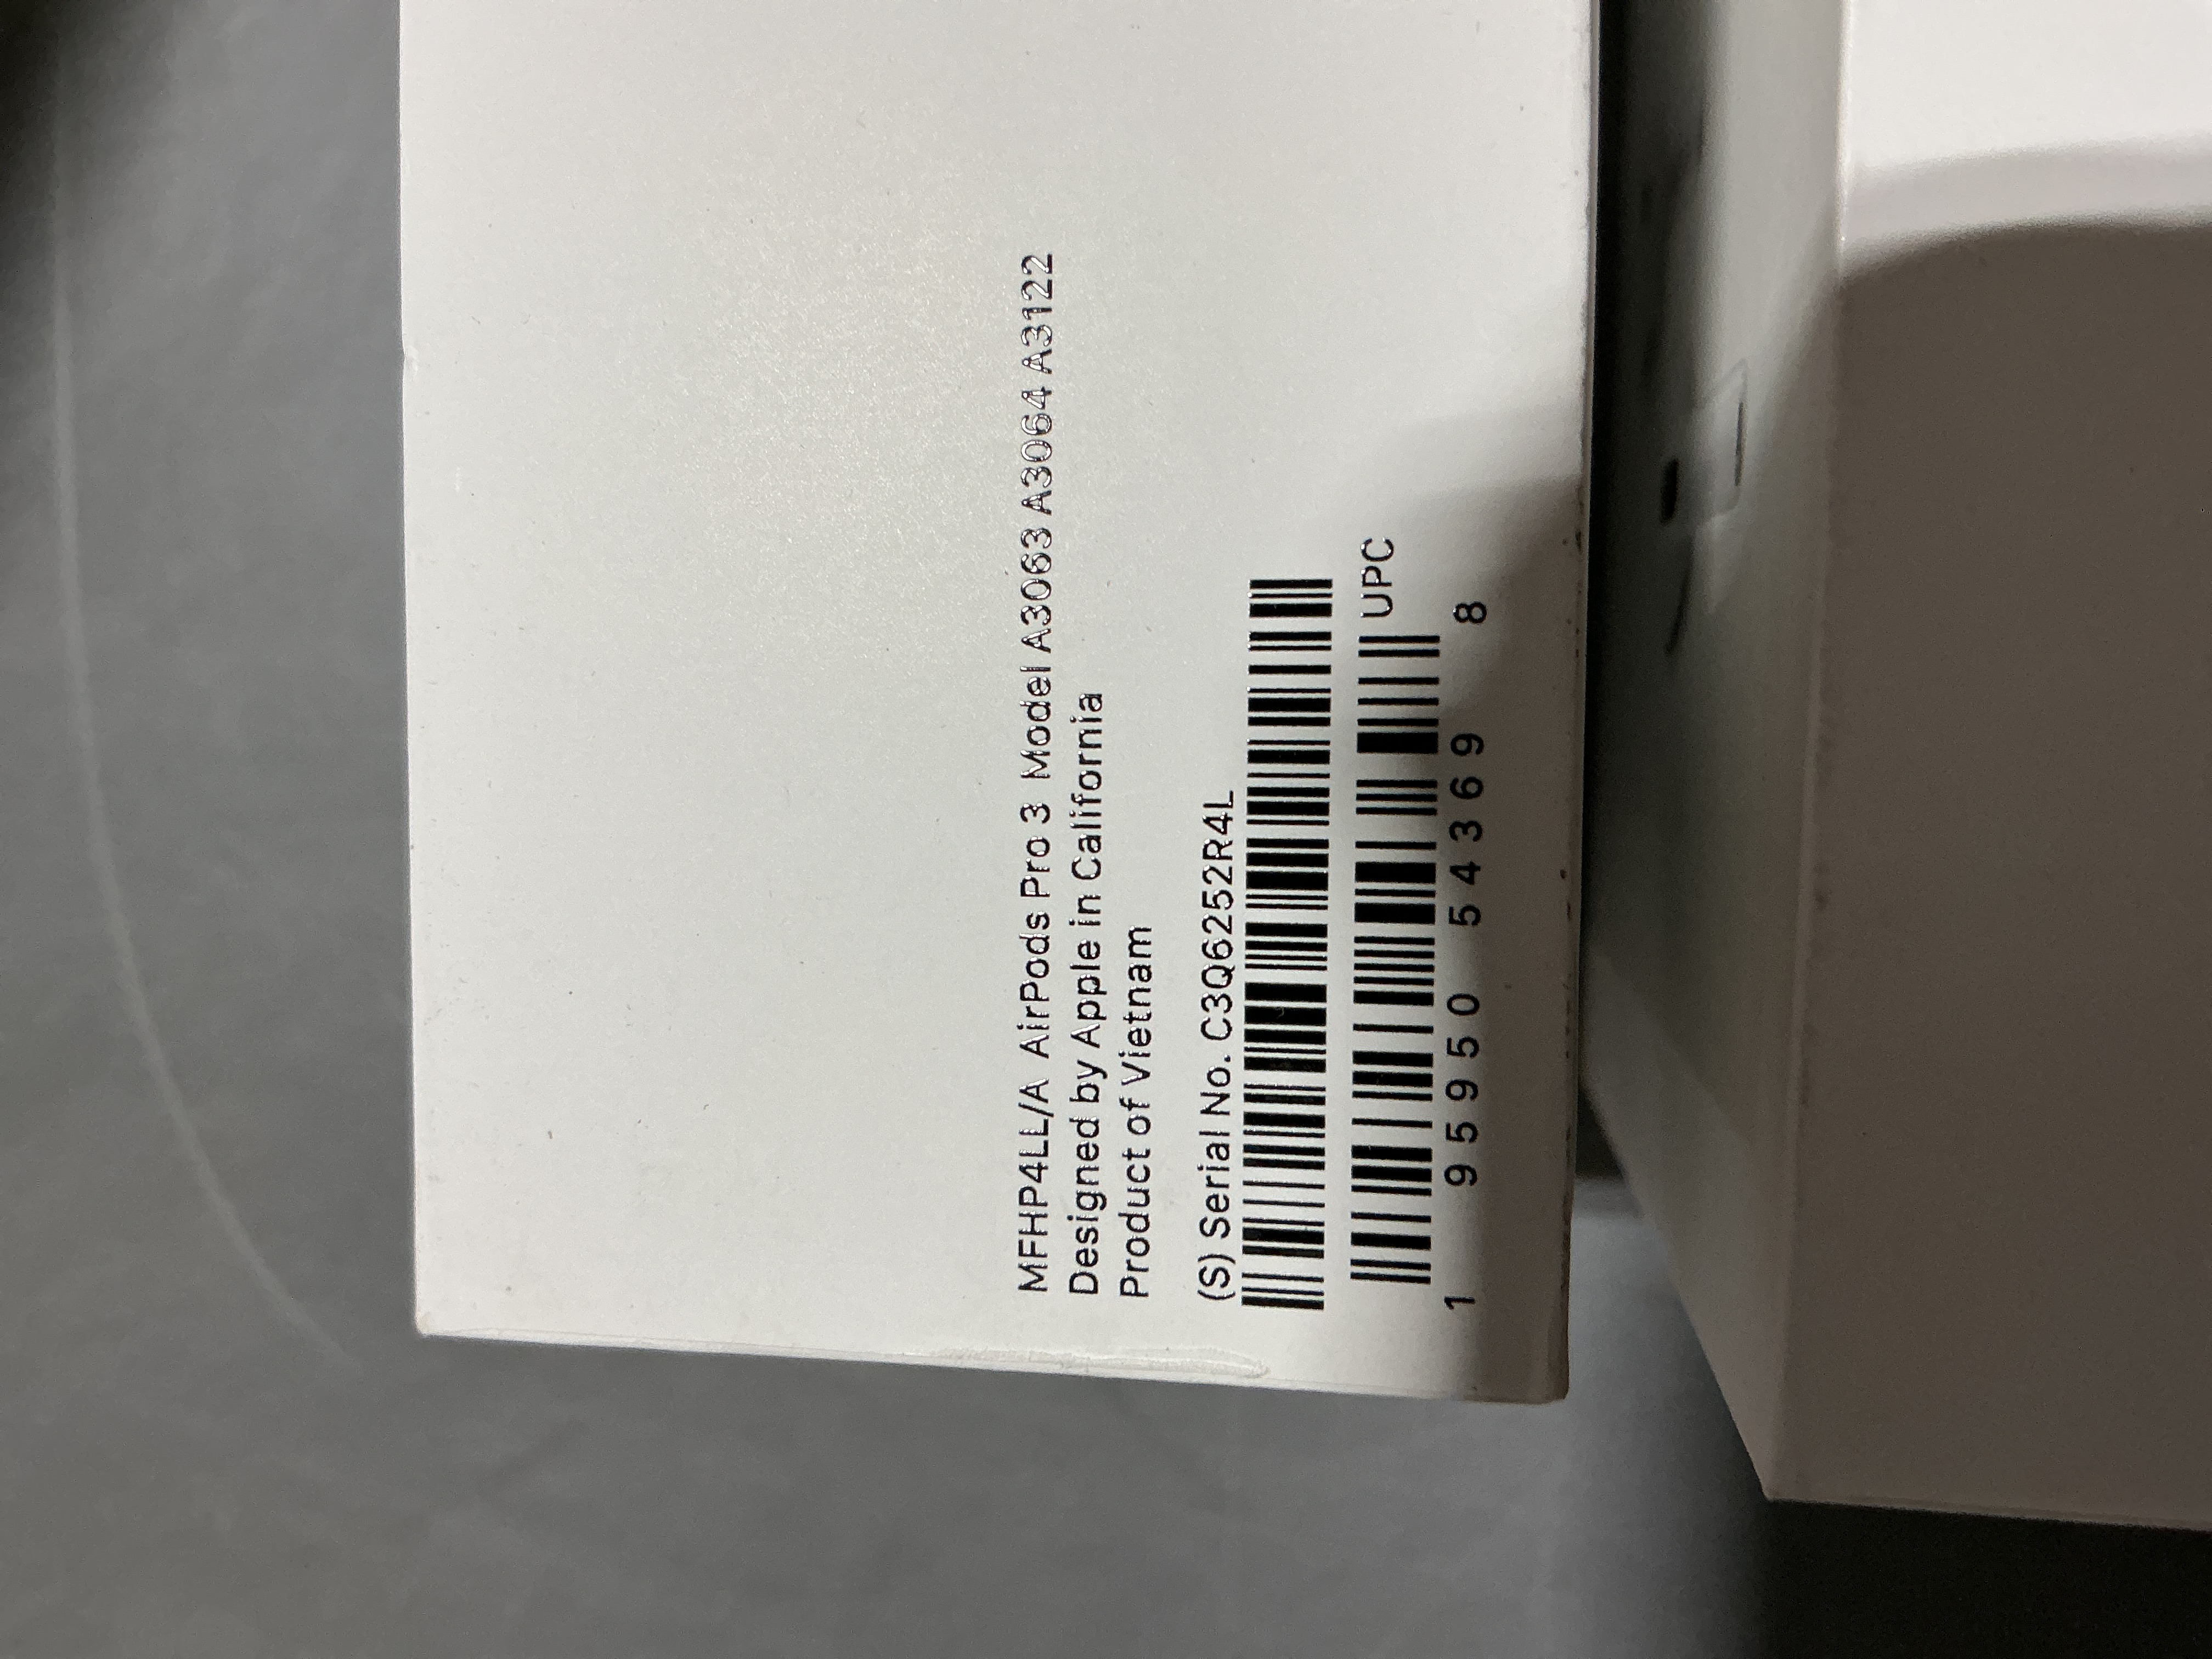 MFHP4LL/A AirPods Pro 3 Model A3063 A3064 A3122
Designed by Apple in California
Product of Vietnam
(S) Serial No. C3Q6252R4L
UPC
1 95950 54369 8